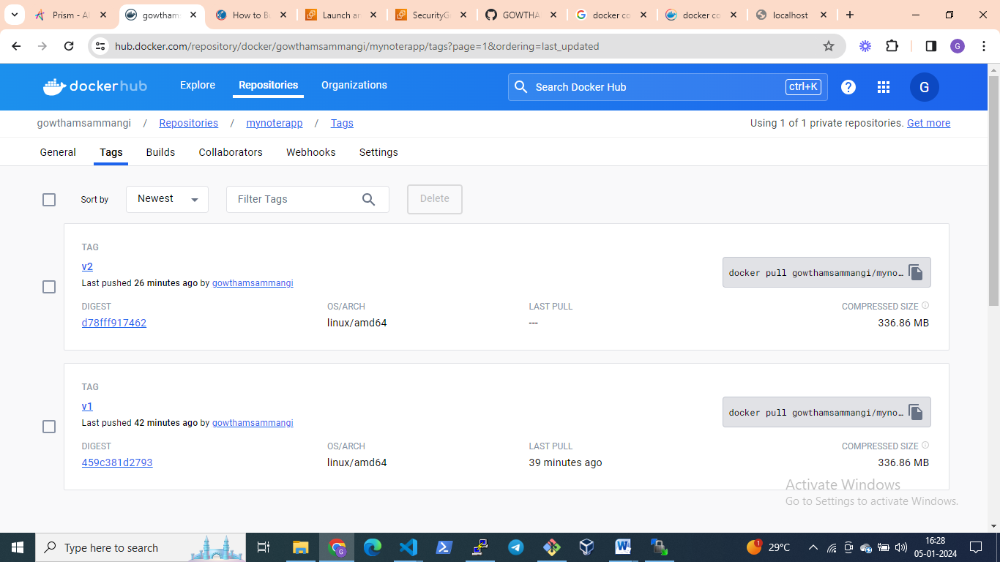 Prism - Al
gowthams
How to Bu
Launch an
SecurityG
GOWTHA
docker co
docker co
localhost
hub.docker.com/repository/docker/gowthamsammangi/mynoterapp/tags?page=1&ordering=last_updated
G
dockerhub
Explore
Repositories
Organizations
Search Docker Hub
ctrl+K
G
gowthamsammangi / Repositories / mynoterapp / Tags
Using 1 of 1 private repositories. Get more
General
Tags
Builds
Collaborators
Webhooks
Settings
Sort by
Newest
Filter Tags
Delete
TAG
v2
Last pushed 26 minutes ago by gowthamsammangi
docker pull gowthamsammangi/myno…
DIGEST
OS/ARCH
LAST PULL
COMPRESSED SIZE
d78fff917462
linux/amd64
---
336.86 MB
TAG
v1
Last pushed 42 minutes ago by gowthamsammangi
docker pull gowthamsammangi/myno…
DIGEST
OS/ARCH
LAST PULL
COMPRESSED SIZE
459c381d2793
linux/amd64
39 minutes ago
336.86 MB
Activate Windows
Go to Settings to activate Windows.
Type here to search
1
29°C
16:28
05-01-2024